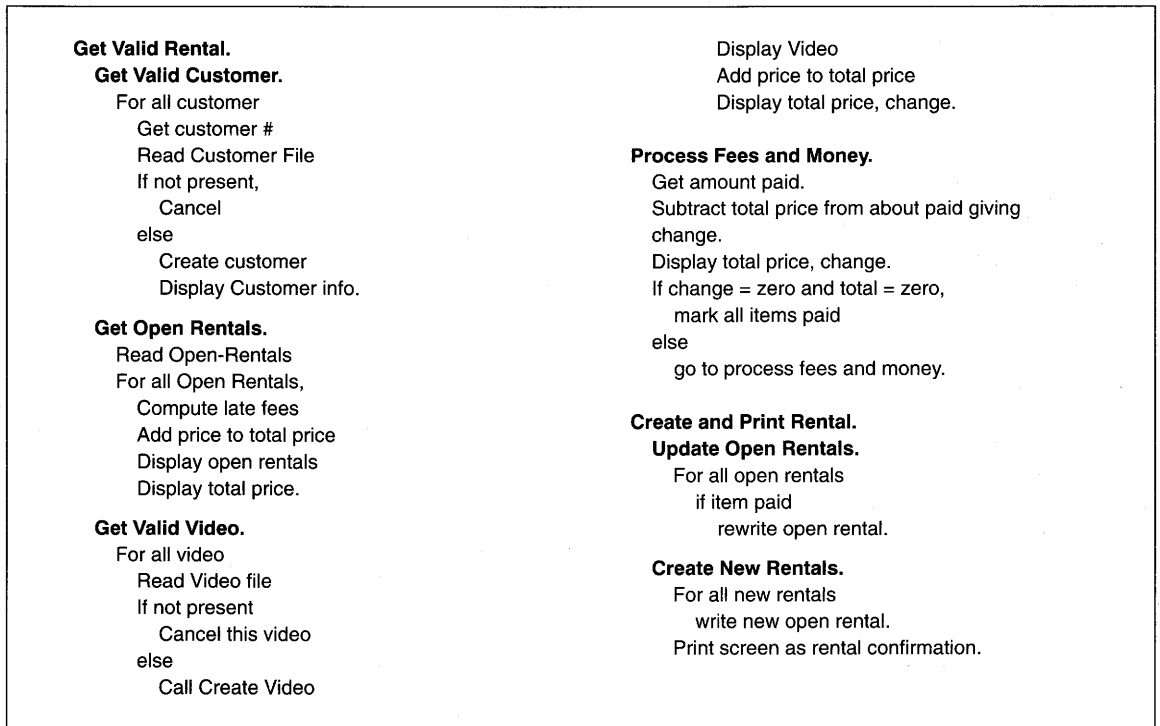 Get Valid Rental.
Get Valid Customer.
For all customer
Get customer #
Read Customer File
If not present,
Cancel
else
Create customer
Display Customer info.
Get Open Rentals.
Read Open-Rentals
For all Open Rentals,
Compute late fees
Add price to total price
Display open rentals
Display total price.
Get Valid Video.
For all video
Read Video file
If not present
Cancel this video
else
Call Create Video
Display Video
Add price to total price
Display total price, change.
Process Fees and Money.
Get amount paid.
Subtract total price from about paid giving
change.
Display total price, change.
If change = zero and total = zero,
mark all items paid
else
go to process fees and money.
Create and Print Rental.
Update Open Rentals.
For all open rentals
if item paid
rewrite open rental.
Create New Rentals.
For all new rentals
write new open rental.
Print screen as rental confirmation.